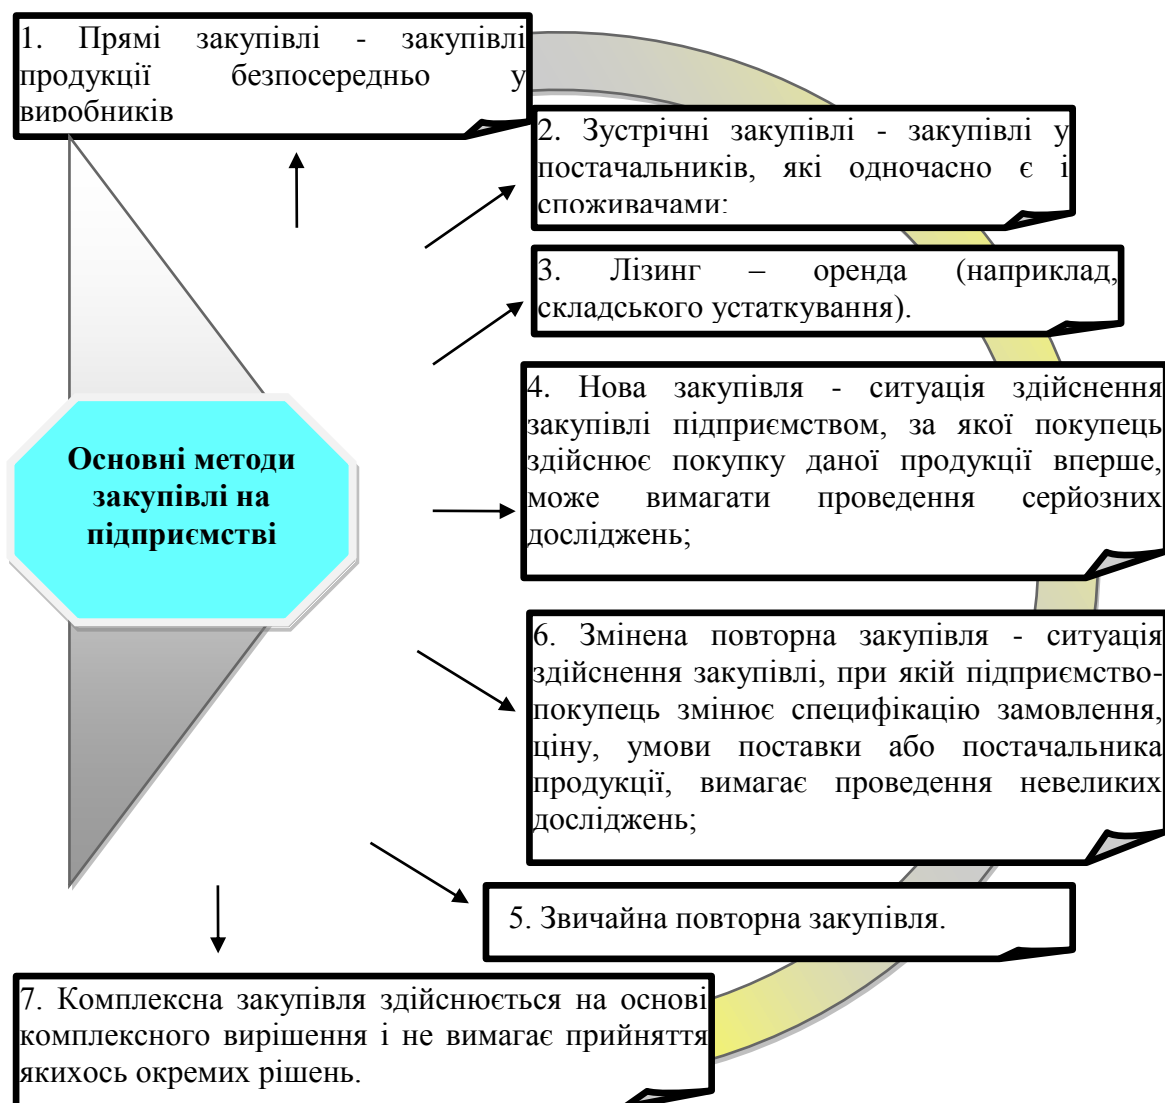 1. Прямі закупівлі - закупівлі
продукції безпосередньо у
виробників
2. Зустрічні закупівлі - закупівлі у
постачальників, які одночасно є і
споживачами;
3. Лізинг – оренда (наприклад,
складського устаткування).
4. Нова закупівля - ситуація здійснення
закупівлі підприємством, за якої покупець
здійснює покупку даної продукції вперше,
може вимагати проведення серйозних
досліджень;
Основні методи
закупівлі на
підприємстві
6. Змінена повторна закупівля - ситуація
здійснення закупівлі, при якій підприємство-
покупець змінює специфікацію замовлення,
ціну, умови поставки або постачальника
продукції, вимагає проведення невеликих
досліджень;
5. Звичайна повторна закупівля.
7. Комплексна закупівля здійснюється на основі
комплексного вирішення і не вимагає прийняття
якихось окремих рішень.